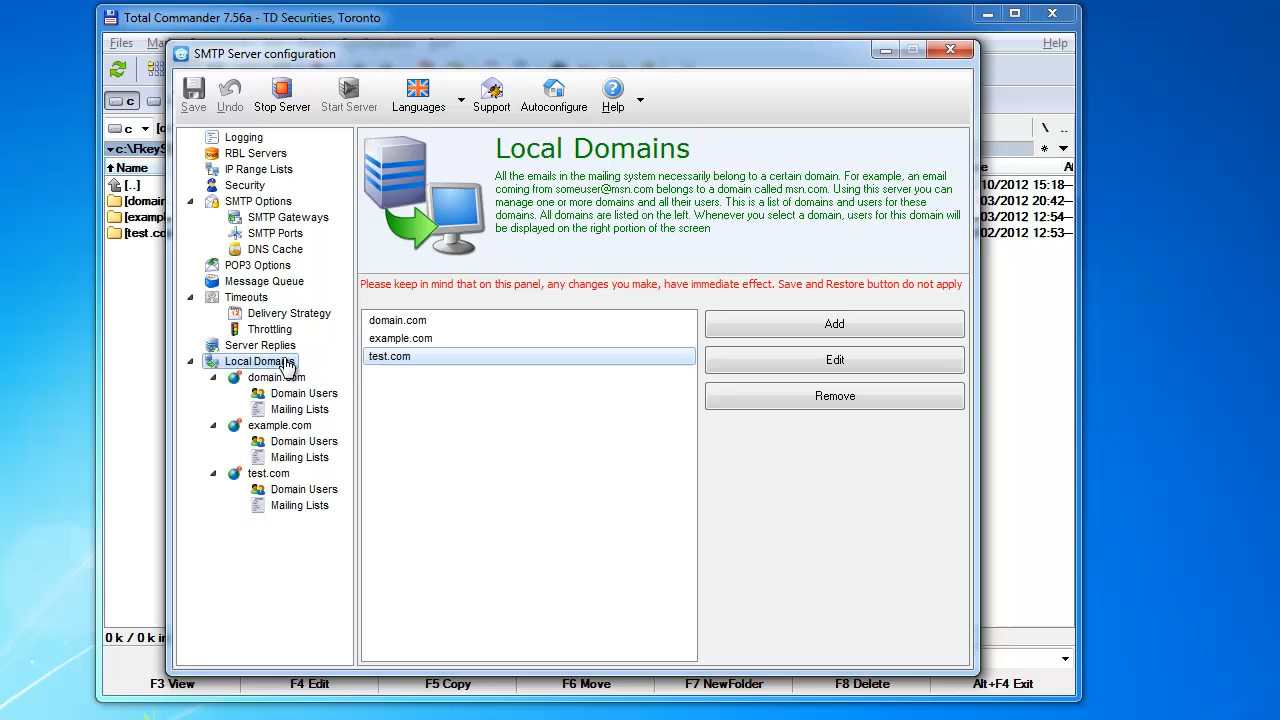 Total Commander 7.56a - TD Securities, Toronto
Files
Help
SMTP Server configuration
Save
Undo
Stop Server
Start Server
Languages
Support
Autoconfigure
Help
c
c
\ ..
c:\
* 
Name
[..]
10/2012 15:18
03/2012 20:42
03/2012 12:54
02/2012 12:53
Logging
RBL Servers
IP Range Lists
Security
SMTP Options
SMTP Gateways
SMTP Ports
DNS Cache
POP3 Options
Message Queue
Timeouts
Delivery Strategy
Throttling
Server Replies
Local Domains
domain.com
Domain Users
Mailing Lists
example.com
Domain Users
Mailing Lists
test.com
Domain Users
Mailing Lists
Local Domains
All the emails in the mailing system necessarily belong to a certain domain. For example, an email
coming from someuser@msn.com belongs to a domain called msn.com. Using this server you can
manage one or more domains and all their users. This is a list of domains and users for these
domains. All domains are listed on the left. Whenever you select a domain, users for this domain
will be displayed on the right portion of the screen
Please keep in mind that on this panel, any changes you make, have immediate effect. Save and Restore button do not apply
domain.com
example.com
test.com
Add
Edit
Remove
0 k / 0 k
F3 View
F4 Edit
F5 Copy
F6 Move
F7 NewFolder
F8 Delete
Alt+F4 Exit